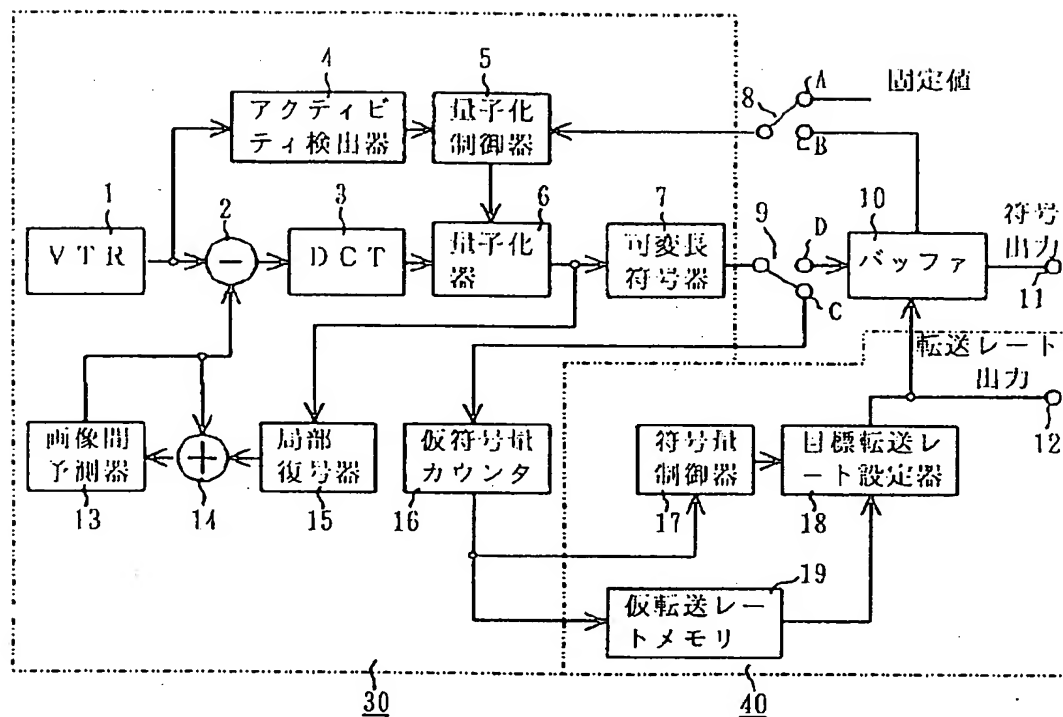 4
5
アクティビ
ティ検出器
量子化
制御器
8
A
固定値
B
1
VTR
2
−
3
DCT
6
量子化
器
7
可変長
符号器
9
D
C
10
バッファ
符号
出力
11
転送レート
出力
12
画像間
予測器
13
+
14
局部
復号器
15
仮符号量
カウンタ
16
符号量
制御器
17
目標転送レ
ート設定器
18
仮転送レー
トメモリ
19
30
40